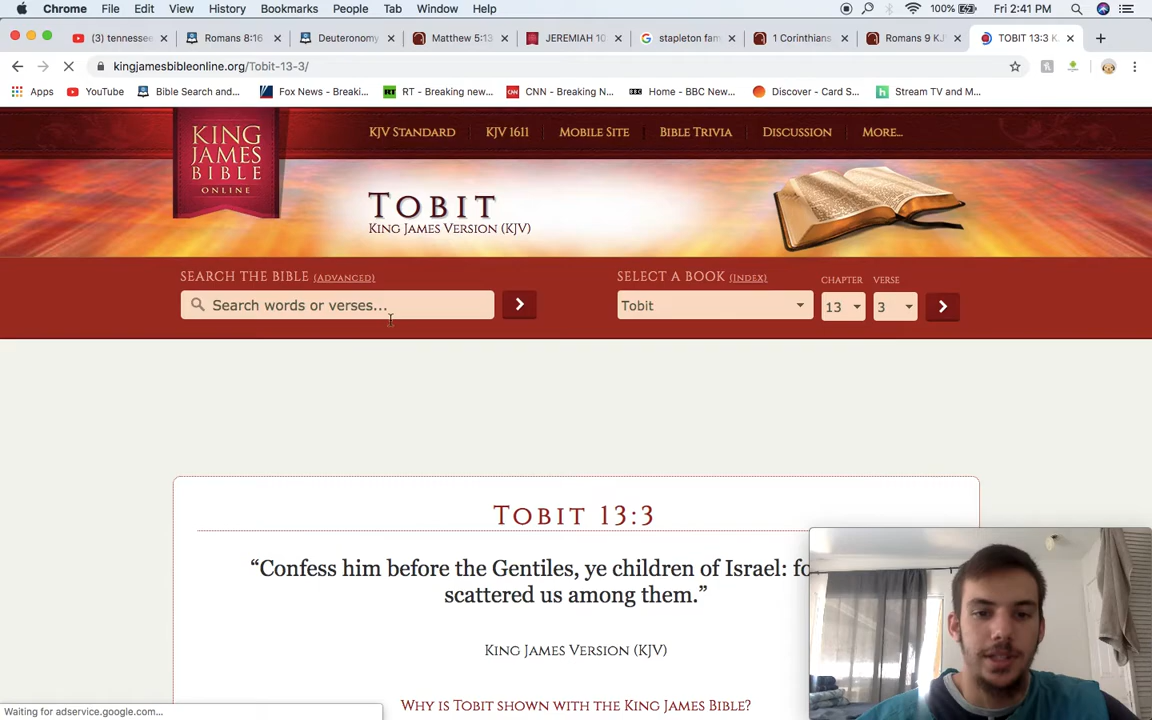 Chrome File Edit View History Bookmarks People Tab Window Help 100% Fri 2:41 PM
(3) tennessee Romans 8:16 Deuteronomy Matthew 5:13 JEREMIAH 10 stapleton fam 1 Corinthians Romans 9 KJ TOBIT 13:3 K
kingjamesbibleonline.org/Tobit-13-3/
Apps YouTube Bible Search and... Fox News - Breaki... RT - Breaking new... CNN - Breaking N... Home - BBC New... Discover - Card S... Stream TV and M...
KING JAMES BIBLE ONLINE
KJV STANDARD KJV 1611 MOBILE SITE BIBLE TRIVIA DISCUSSION MORE...
TOBIT
KING JAMES VERSION (KJV)
SEARCH THE BIBLE (ADVANCED) SELECT A BOOK (INDEX) CHAPTER VERSE
Search words or verses... Tobit 13 3
TOBIT 13:3
“Confess him before the Gentiles, ye children of Israel: fo
scattered us among them.”
KING JAMES VERSION (KJV)
WHY IS TOBIT SHOWN WITH THE KING JAMES BIBLE?
Waiting for adservice.google.com...